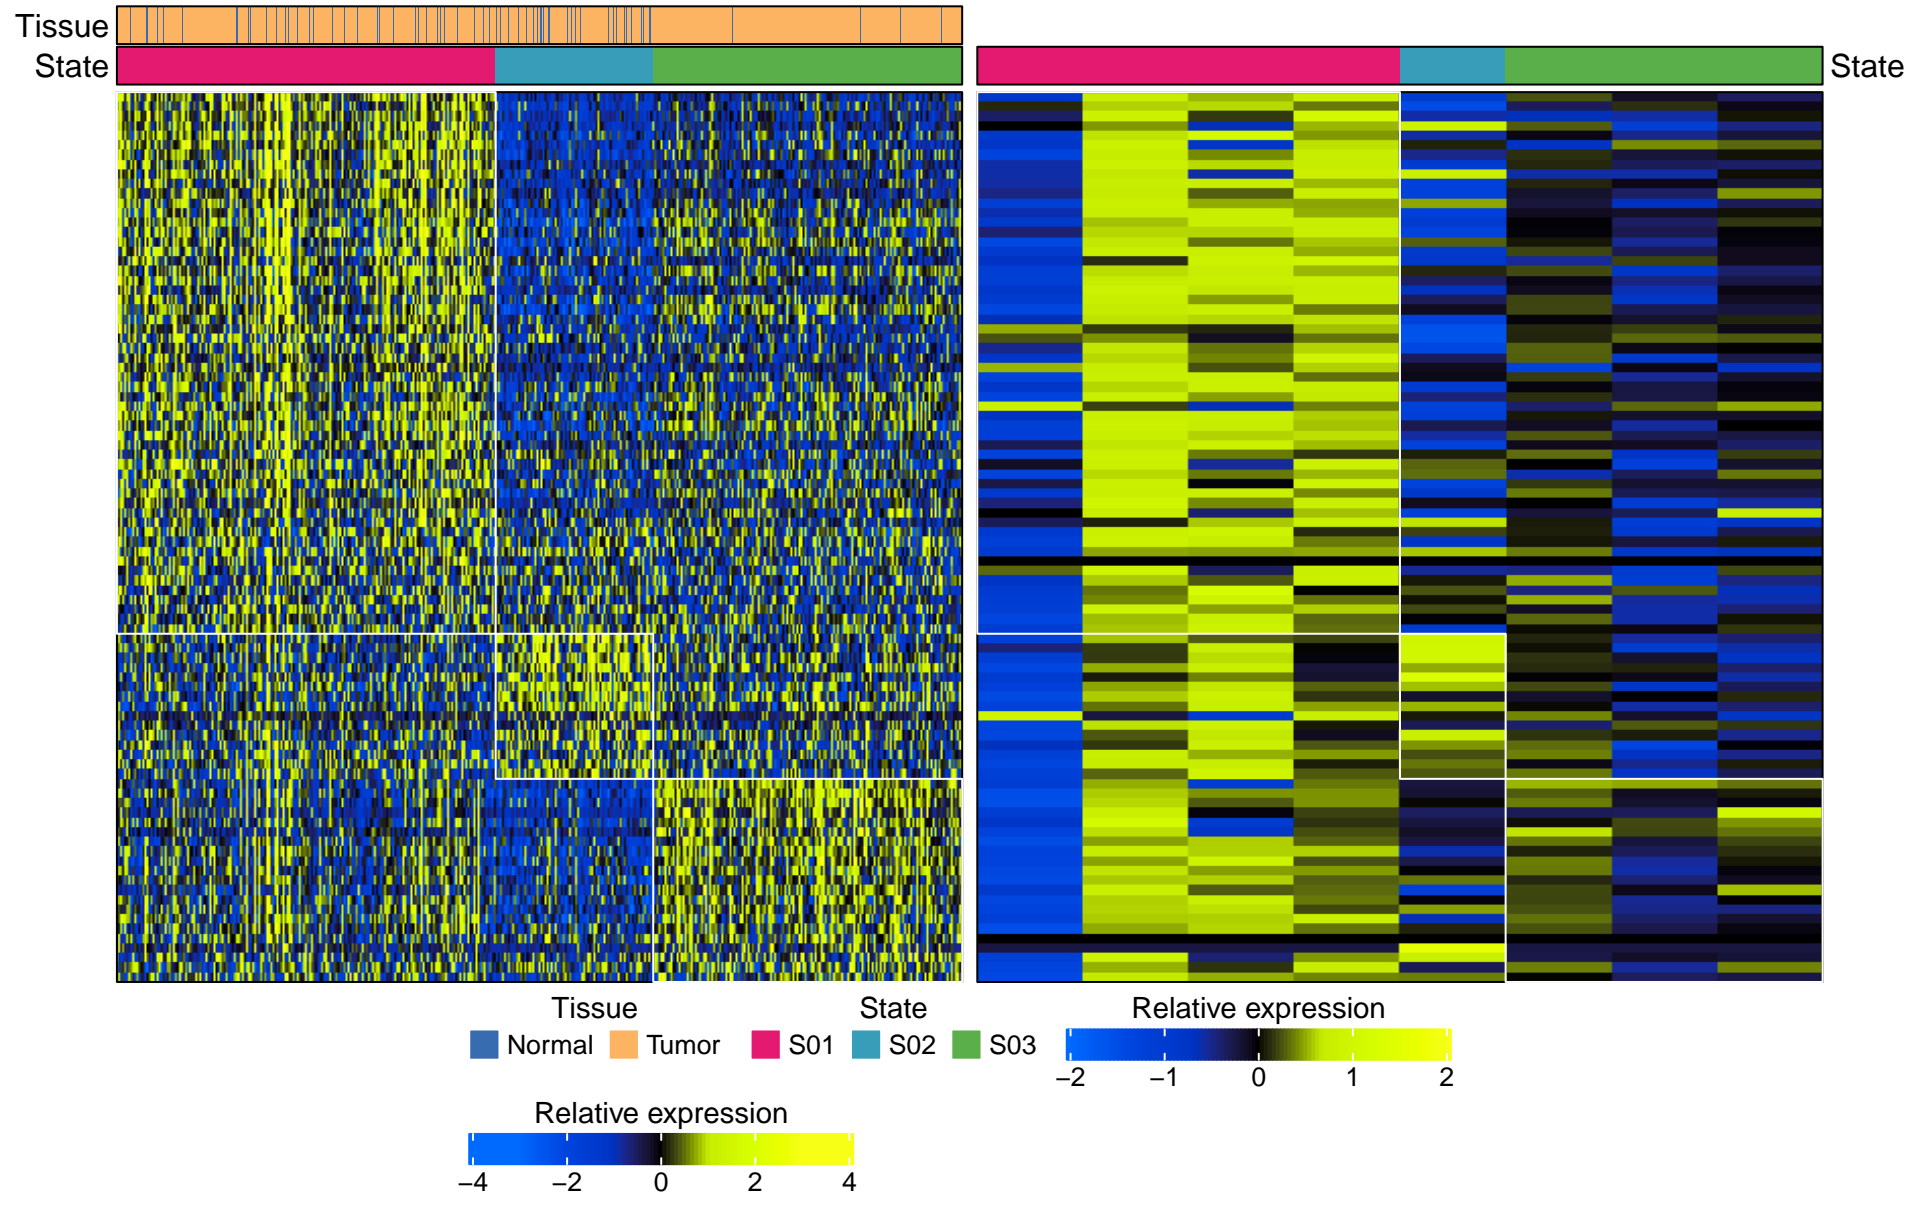 Tissue
State
State
Tissue
Normal Tumor
State
S01 S02 S03
Relative expression
−2 −1 0 1 2
Relative expression
−4 −2 0 2 4